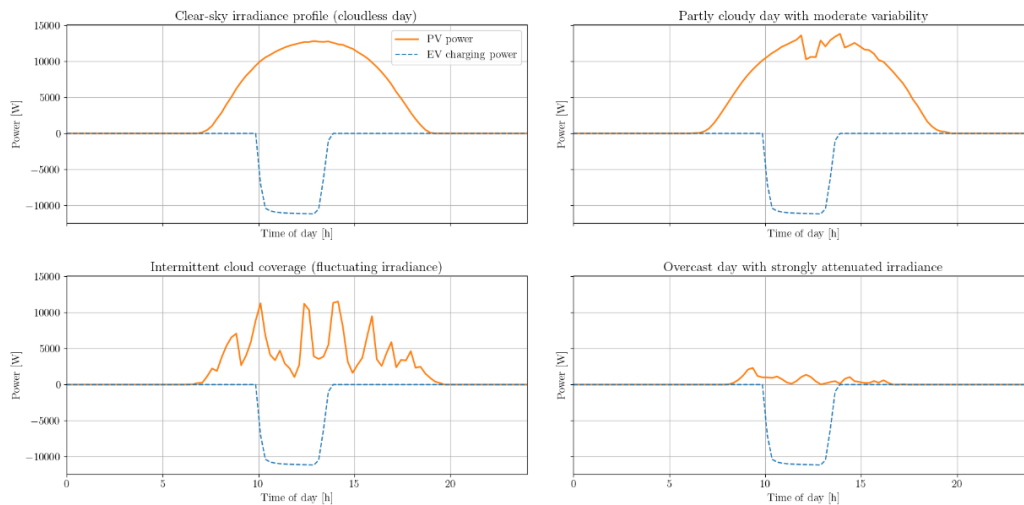 Clear-sky irradiance profile (cloudless day)
15000
10000
5000
0
−5000
−10000
Power [W]
PV power
EV charging power
Time of day [h]
Partly cloudy day with moderate variability
Power [W]
Time of day [h]
Intermittent cloud coverage (fluctuating irradiance)
15000
10000
5000
0
−5000
−10000
Power [W]
0
5
10
15
20
Time of day [h]
Overcast day with strongly attenuated irradiance
Power [W]
0
5
10
15
20
Time of day [h]